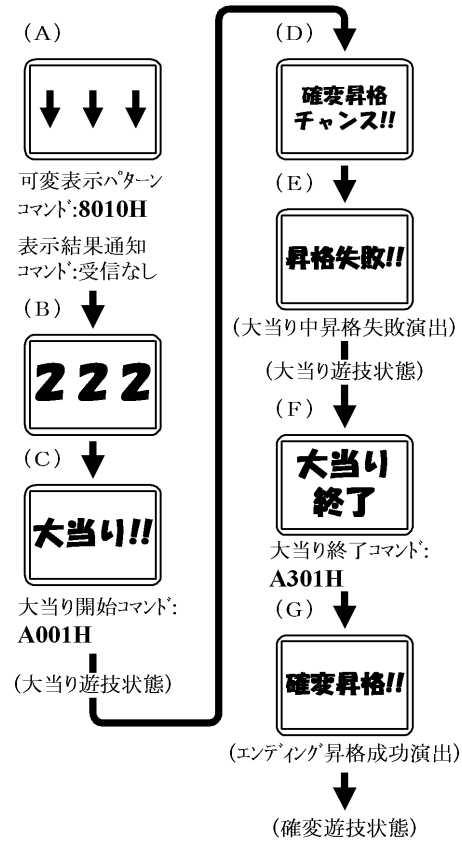 (A)
可変表示パターン
コマンド:8010H
表示結果通知
コマンド:受信なし
(B)
222
(C)
大当り!!
大当り開始コマンド:
A001H
(大当り遊技状態)
(D)
確変昇格
チャンス!!
(E)
昇格失敗!!
(大当り中昇格失敗演出)
(大当り遊技状態)
(F)
大当り
終了
大当り終了コマンド:
A301H
(G)
確変昇格!!
(エンディング昇格成功演出)
(確変遊技状態)